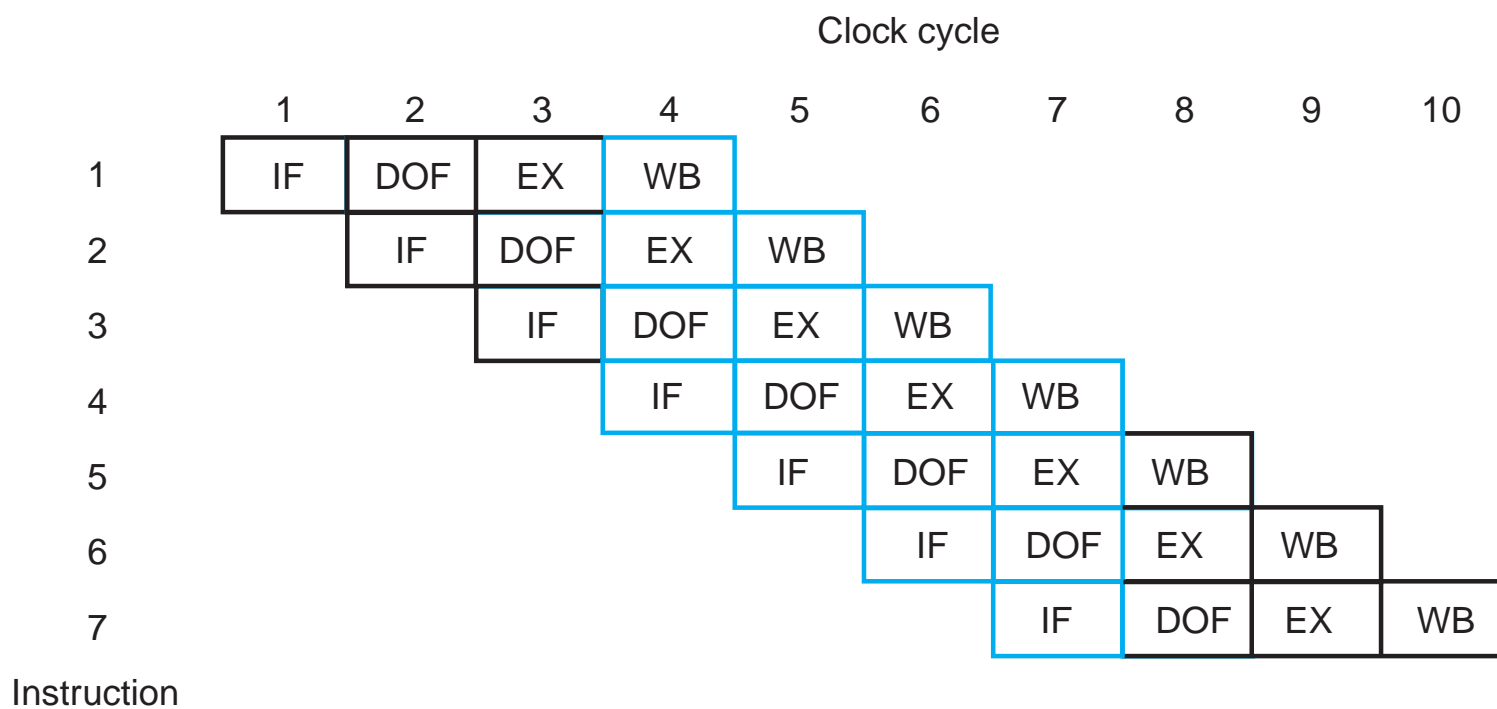 Clock cycle
1 2 3 4 5 6 7 8 9 10
1 IF DOF EX WB
2 IF DOF EX WB
3 IF DOF EX WB
4 IF DOF EX WB
5 IF DOF EX WB
6 IF DOF EX WB
7 IF DOF EX WB
Instruction